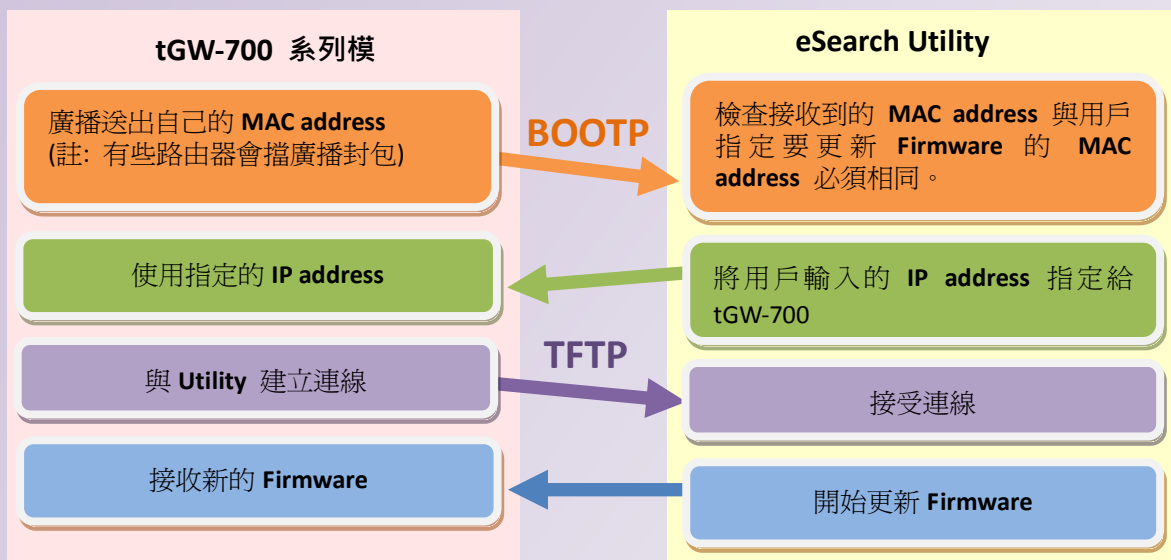 tGW-700 系列模
eSearch Utility
廣播送出自己的 MAC address
(註: 有些路由器會擋廣播封包)
BOOTP
檢查接收到的 MAC address 與用戶
指定要更新 Firmware 的 MAC
address 必須相同。
使用指定的 IP address
將用戶輸入的 IP address 指定給
tGW-700
TFTP
與 Utility 建立連線
接受連線
接收新的 Firmware
開始更新 Firmware